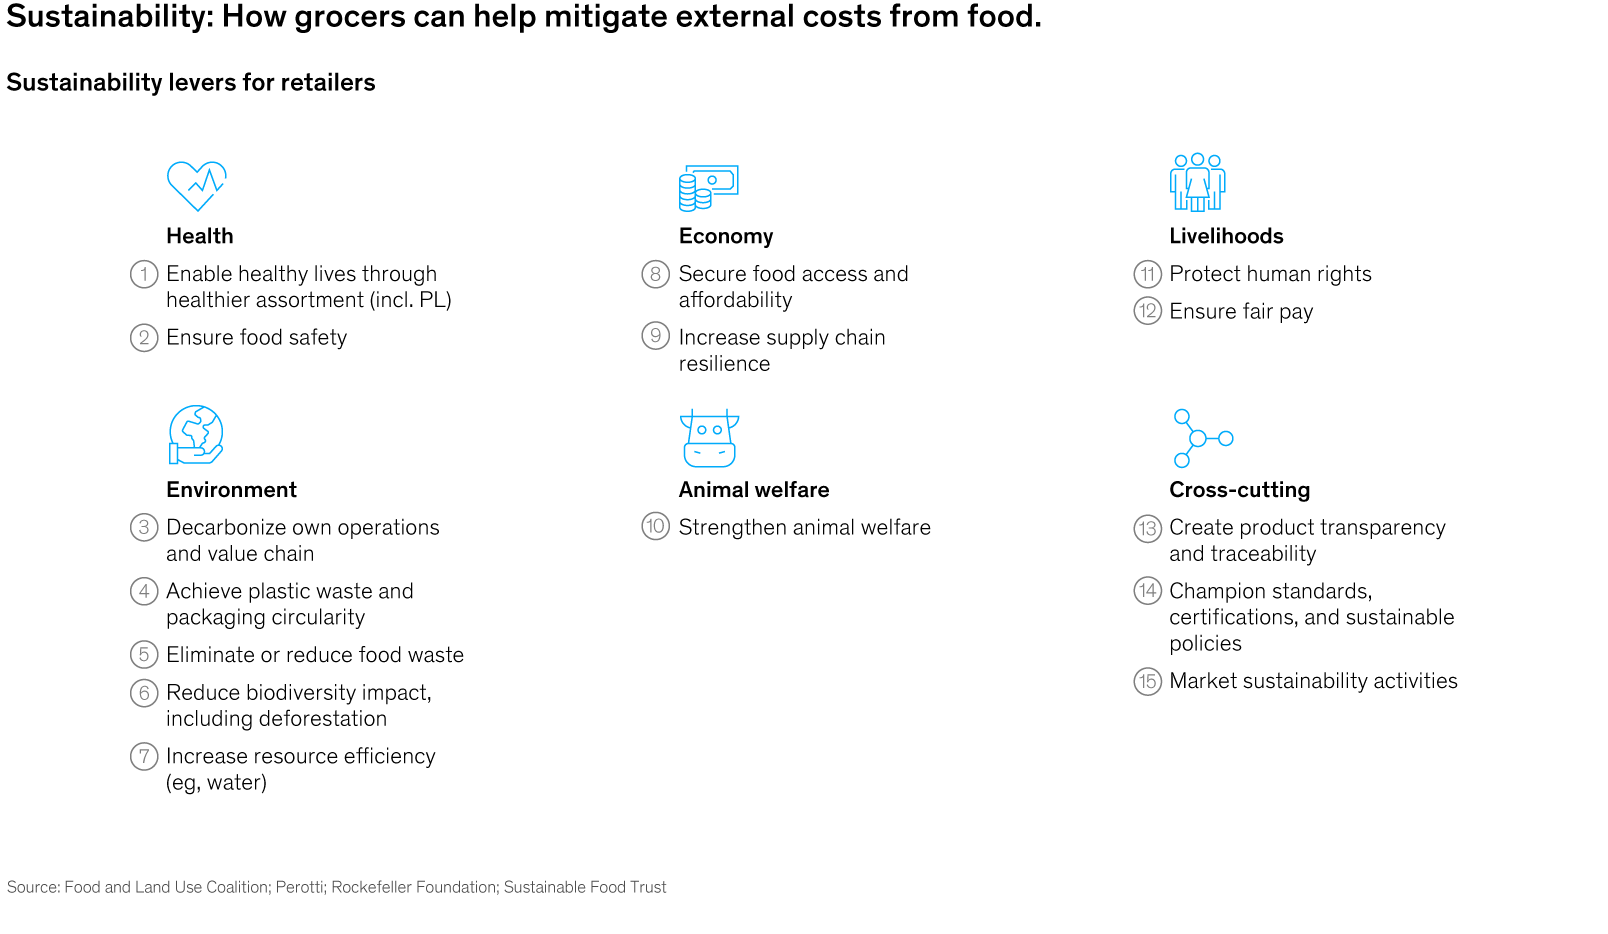 Sustainability: How grocers can help mitigate external costs from food.
Sustainability levers for retailers
Health
1 Enable healthy lives through
healthier assortment (incl. PL)
2 Ensure food safety
Economy
8 Secure food access and
affordability
9 Increase supply chain
resilience
Livelihoods
11 Protect human rights
12 Ensure fair pay
Environment
3 Decarbonize own operations
and value chain
4 Achieve plastic waste and
packaging circularity
5 Eliminate or reduce food waste
6 Reduce biodiversity impact,
including deforestation
7 Increase resource efficiency
(eg, water)
Animal welfare
10 Strengthen animal welfare
Cross-cutting
13 Create product transparency
and traceability
14 Champion standards,
certifications, and sustainable
policies
15 Market sustainability activities
Source: Food and Land Use Coalition; Perotti; Rockefeller Foundation; Sustainable Food Trust